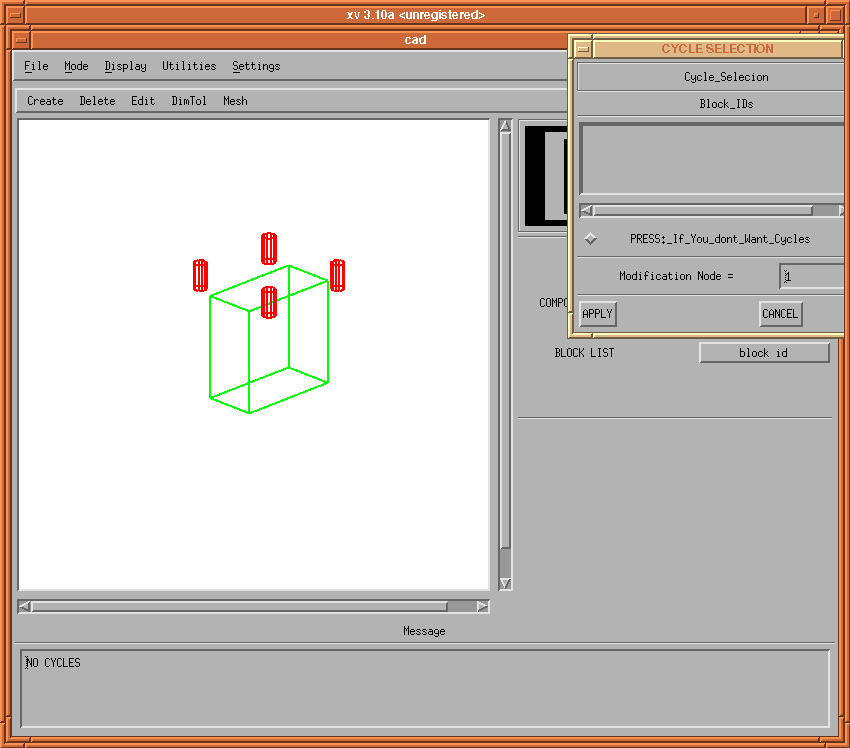 xv 3.10a <unregistered>
cad
CYCLE SELECTION
File Mode Display Utilities Settings
Cycle_Selecion
Create Delete Edit DimTol Mesh
Block_IDs
PRESS:_If_You_dont_Want_Cycles
Modification Node = 1
COMPO
APPLY CANCEL
BLOCK LIST block id
Message
NO CYCLES